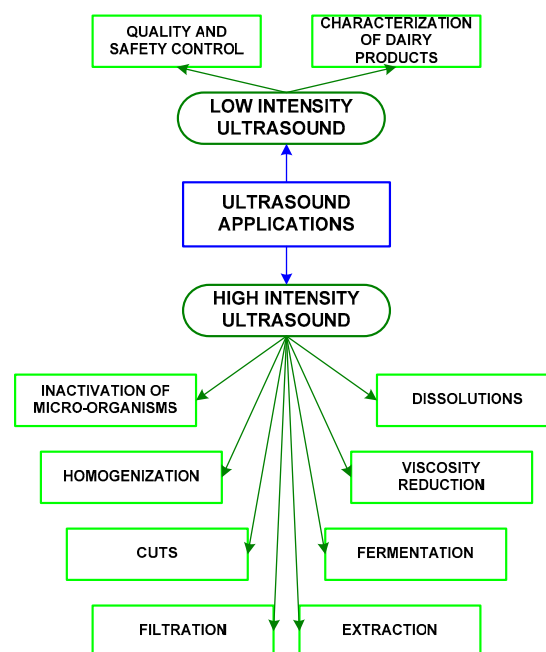 QUALITY AND
SAFETY CONTROL
CHARACTERIZATION
OF DAIRY
PRODUCTS
LOW INTENSITY
ULTRASOUND
ULTRASOUND
APPLICATIONS
HIGH INTENSITY
ULTRASOUND
INACTIVATION OF
MICRO-ORGANISMS
DISSOLUTIONS
HOMOGENIZATION
VISCOSITY
REDUCTION
CUTS
FERMENTATION
FILTRATION
EXTRACTION